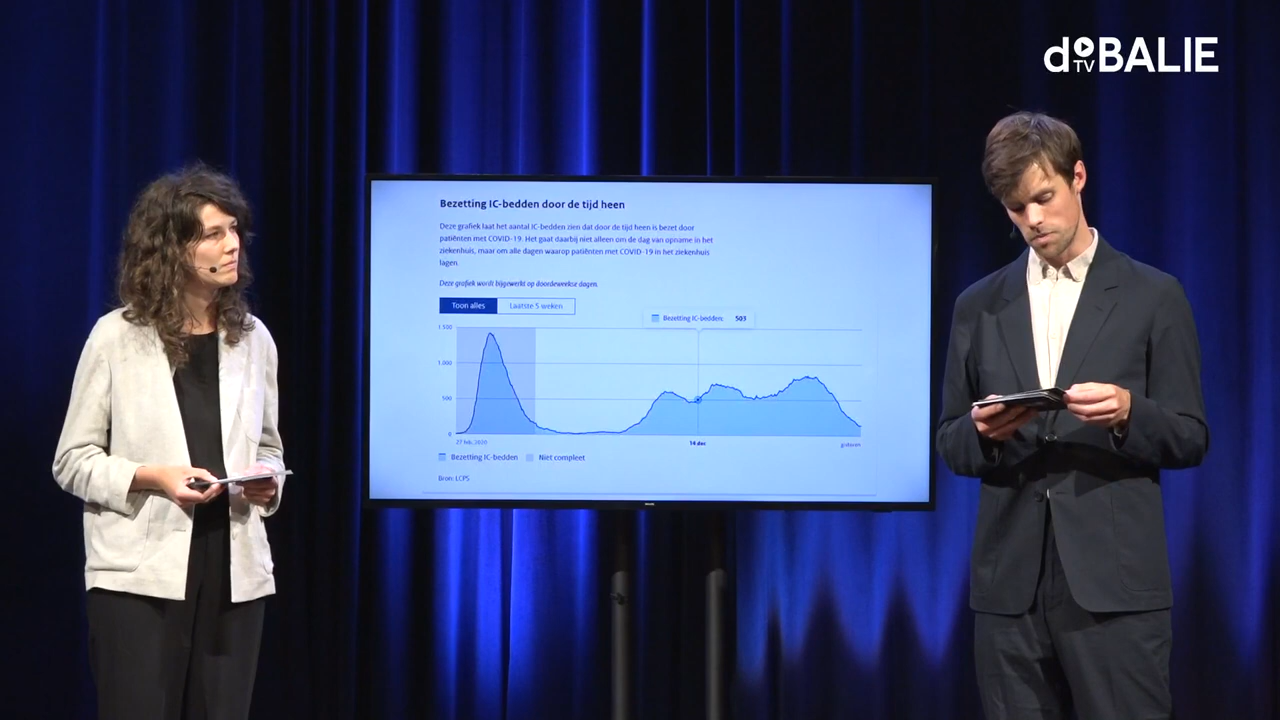 doBALIE
TV
Bezetting IC-bedden door de tijd heen
Deze grafiek laat het aantal IC-bedden zien dat door de tijd heen is bezet door
patiënten met COVID-19. Het gaat daarbij niet alleen om de dag van opname in het
ziekenhuis, maar om alle dagen waarop patiënten met COVID-19 in het ziekenhuis
lagen.
Deze grafiek wordt bijgewerkt op doordeweekse dagen.
Toon alles
Laatste 5 weken
Bezetting IC-bedden: 503
1.500
1.000
500
0
27 feb. 2020
14 dec
gisteren
Bezetting IC-bedden
Niet compleet
Bron: LCPS